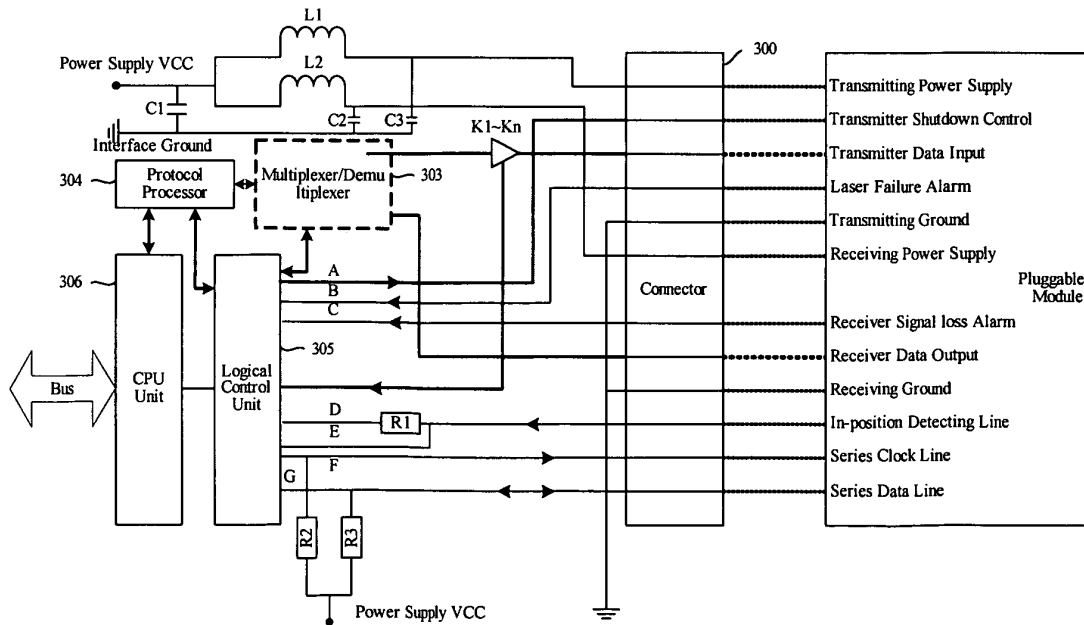 L1
300
Power Supply VCC
L2
C1
C2
C3
K1~Kn
Interface Ground
304
Protocol
Processor
Multiplexer/Demu
ltiplexer
303
306
CPU
Unit
Bus
Logical
Control
Unit
305
A
B
C
D
E
F
G
R1
R2
R3
Power Supply VCC
Connector
Transmitting Power Supply
Transmitter Shutdown Control
Transmitter Data Input
Laser Failure Alarm
Transmitting Ground
Receiving Power Supply
Pluggable
Module
Receiver Signal loss Alarm
Receiver Data Output
Receiving Ground
In-position Detecting Line
Series Clock Line
Series Data Line